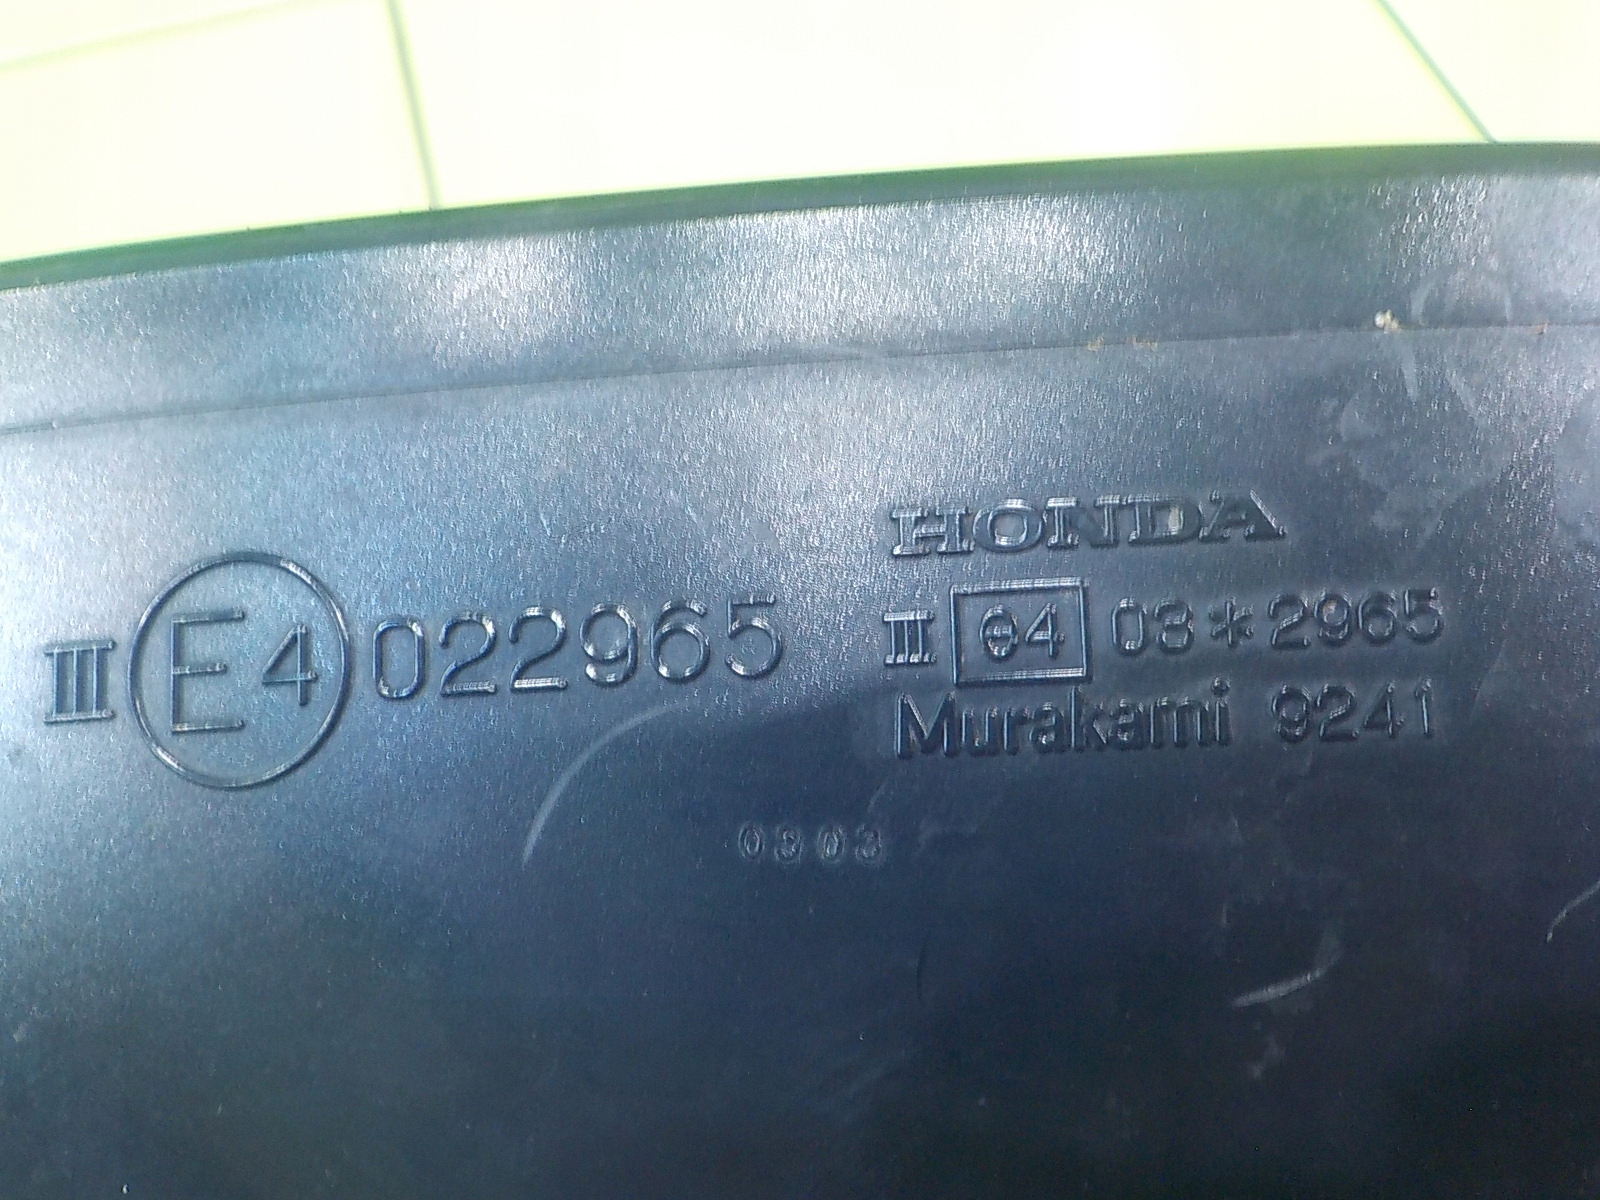 III E4 022965
HONDA
III e4 03*2965
Murakami 9241
0303